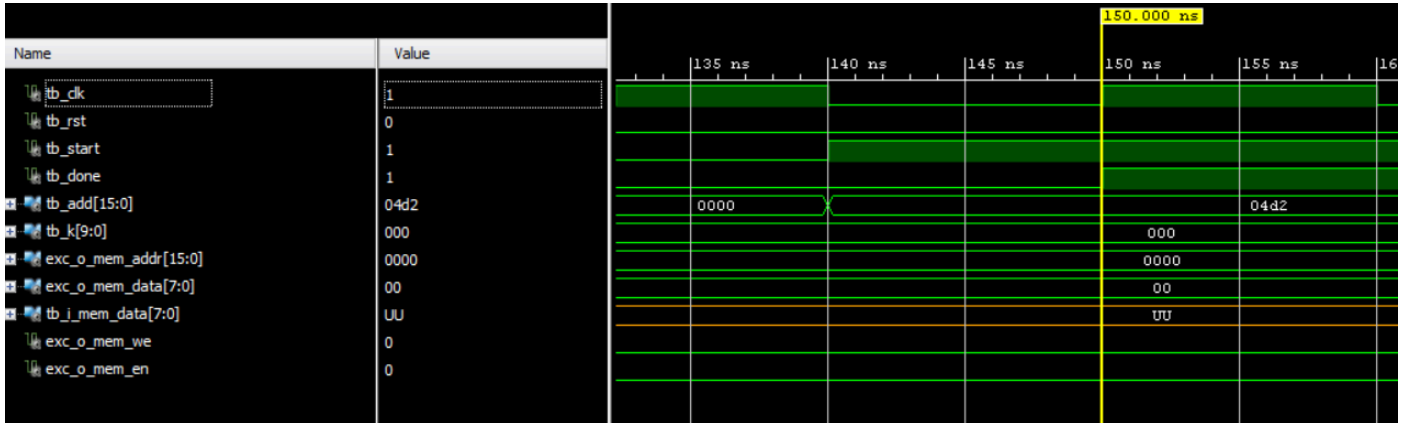 150.000 ns
Name Value
135 ns 140 ns 145 ns 150 ns 155 ns 16
tb_clk 1
tb_rst 0
tb_start 1
tb_done 1
tb_add[15:0] 04d2 0000 04d2
tb_k[9:0] 000 000
exc_o_mem_addr[15:0] 0000 0000
exc_o_mem_data[7:0] 00 00
tb_i_mem_data[7:0] UU UU
exc_o_mem_we 0
exc_o_mem_en 0